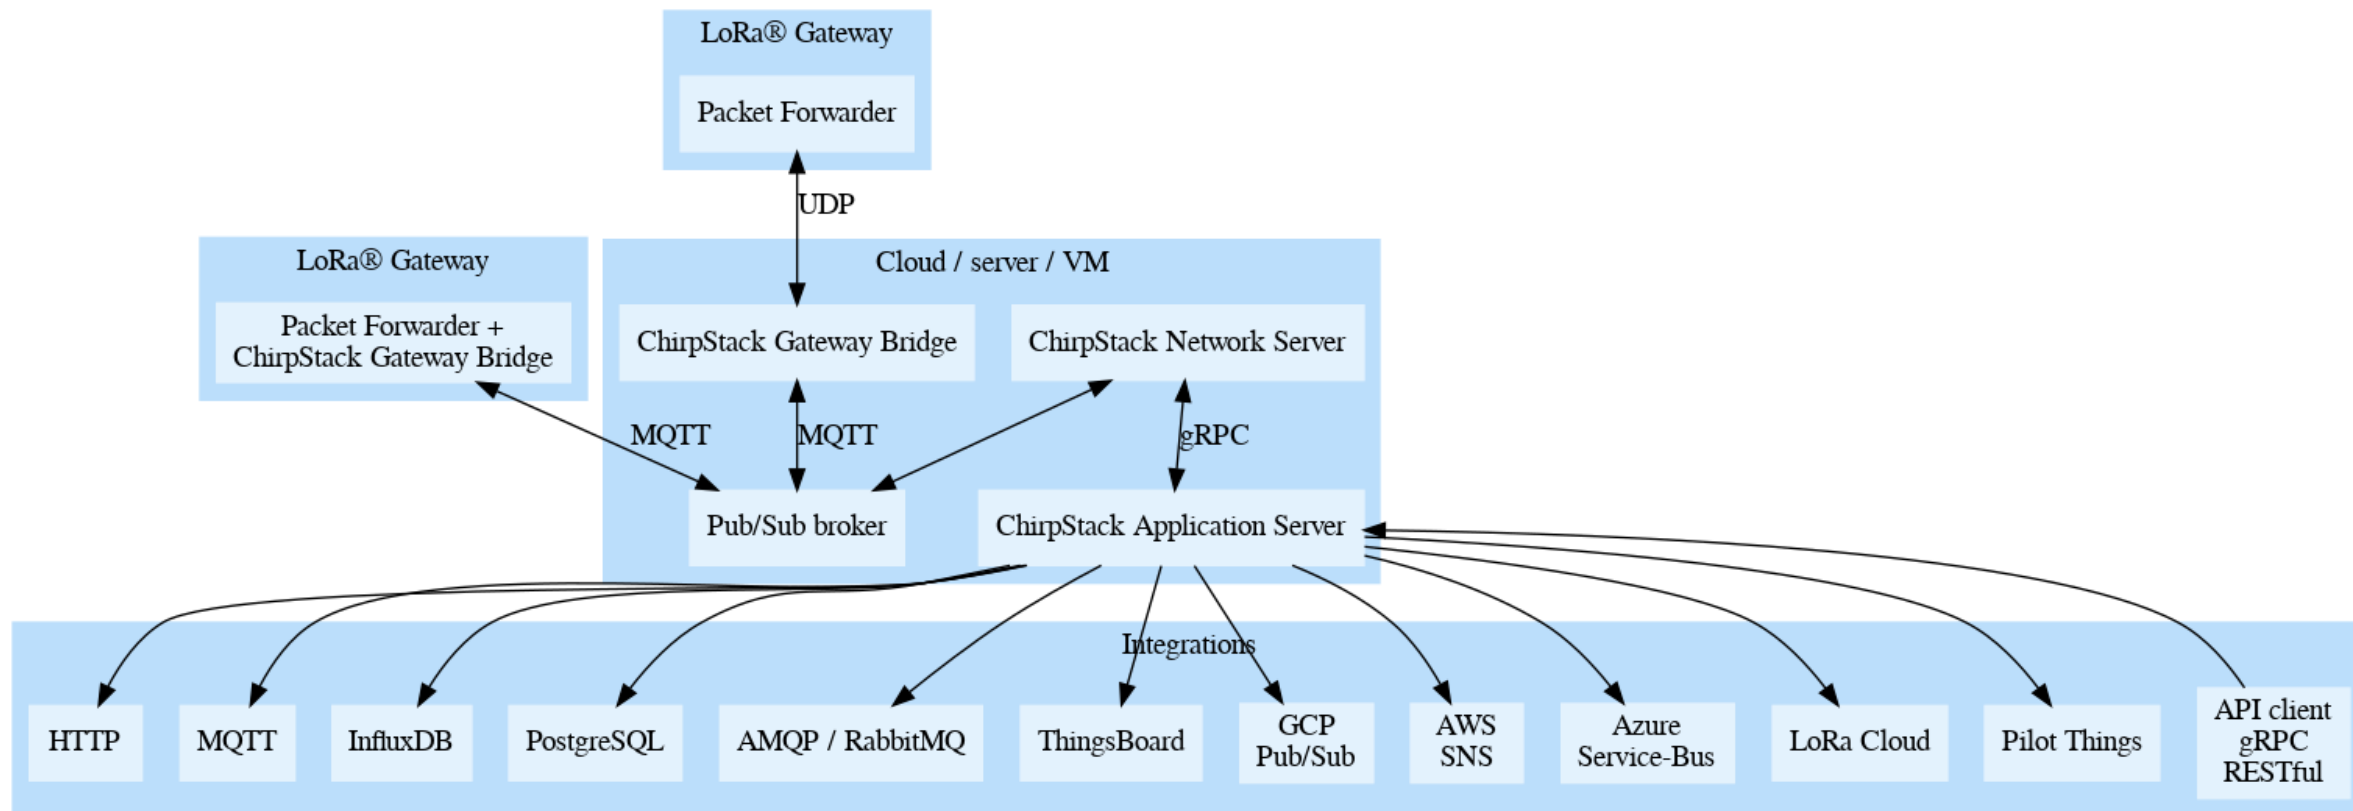 LoRa® Gateway
Packet Forwarder
UDP
LoRa® Gateway
Packet Forwarder +
ChirpStack Gateway Bridge
Cloud / server / VM
ChirpStack Gateway Bridge
ChirpStack Network Server
MQTT
MQTT
gRPC
Pub/Sub broker
ChirpStack Application Server
Integrations
HTTP
MQTT
InfluxDB
PostgreSQL
AMQP / RabbitMQ
ThingsBoard
GCP
Pub/Sub
AWS
SNS
Azure
Service-Bus
LoRa Cloud
Pilot Things
API client
gRPC
RESTful